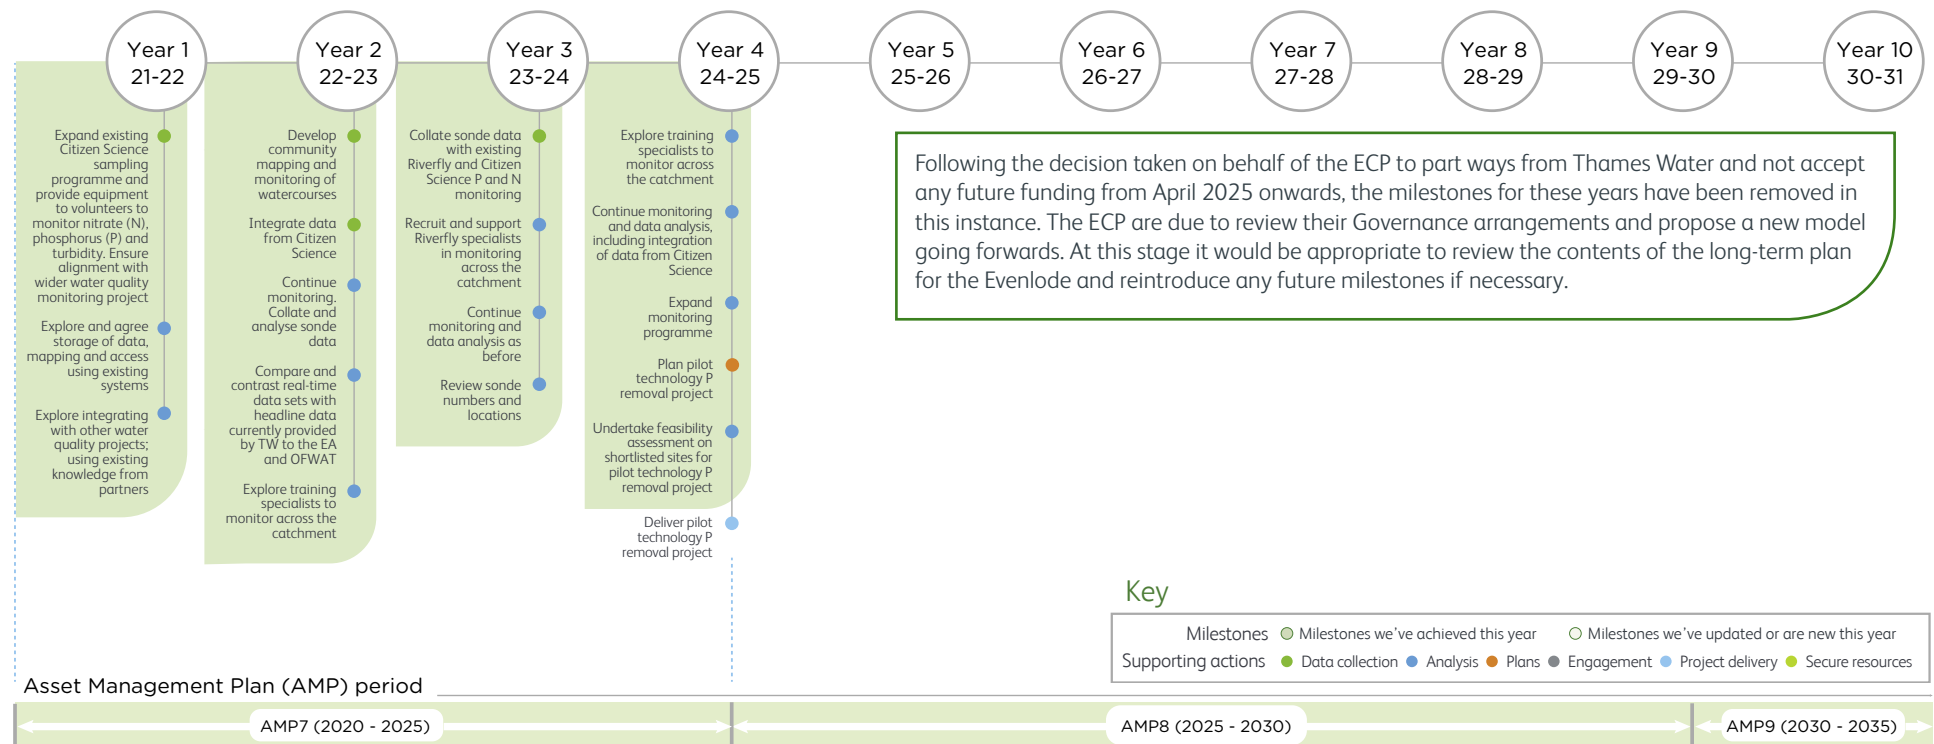 Year 1
21-22
Year 2
22-23
Year 3
23-24
Year 4
24-25
Year 5
25-26
Year 6
26-27
Year 7
27-28
Year 8
28-29
Year 9
29-30
Year 10
30-31
Expand existing
Citizen Science
sampling
programme and
provide equipment
to volunteers to
monitor nitrate (N),
phosphorus (P) and
turbidity. Ensure
alignment with
wider water quality
monitoring project
Explore and agree
storage of data,
mapping and access
using existing
systems
Explore integrating
with other water
quality projects;
using existing
knowledge from
partners
Develop
community
mapping and
monitoring of
watercourses
Integrate data
from Citizen
Science
Continue
monitoring.
Collate and
analyse sonde
data
Compare and
contrast real-time
data sets with
headline data
currently provided
by TW to the EA
and OFWAT
Explore training
specialists to
monitor across the
catchment
Collate sonde data
with existing
Riverfly and Citizen
Science P and N
monitoring
Recruit and support
Riverfly specialists
in monitoring
across the
catchment
Continue
monitoring and
data analysis as
before
Review sonde
numbers and
locations
Explore training
specialists to
monitor across
the catchment
Continue monitoring
and data analysis,
including integration
of data from Citizen
Science
Expand
monitoring
programme
Plan pilot
technology P
removal project
Undertake feasibility
assessment on
shortlisted sites for
pilot technology P
removal project
Deliver pilot
technology P
removal project
Following the decision taken on behalf of the ECP to part ways from Thames Water and not accept
any future funding from April 2025 onwards, the milestones for these years have been removed in
this instance. The ECP are due to review their Governance arrangements and propose a new model
going forwards. At this stage it would be appropriate to review the contents of the long-term plan
for the Evenlode and reintroduce any future milestones if necessary.
Key
Milestones Milestones we've achieved this year Milestones we've updated or are new this year
Supporting actions Data collection Analysis Plans Engagement Project delivery Secure resources
Asset Management Plan (AMP) period
AMP7 (2020 - 2025)
AMP8 (2025 - 2030)
AMP9 (2030 - 2035)